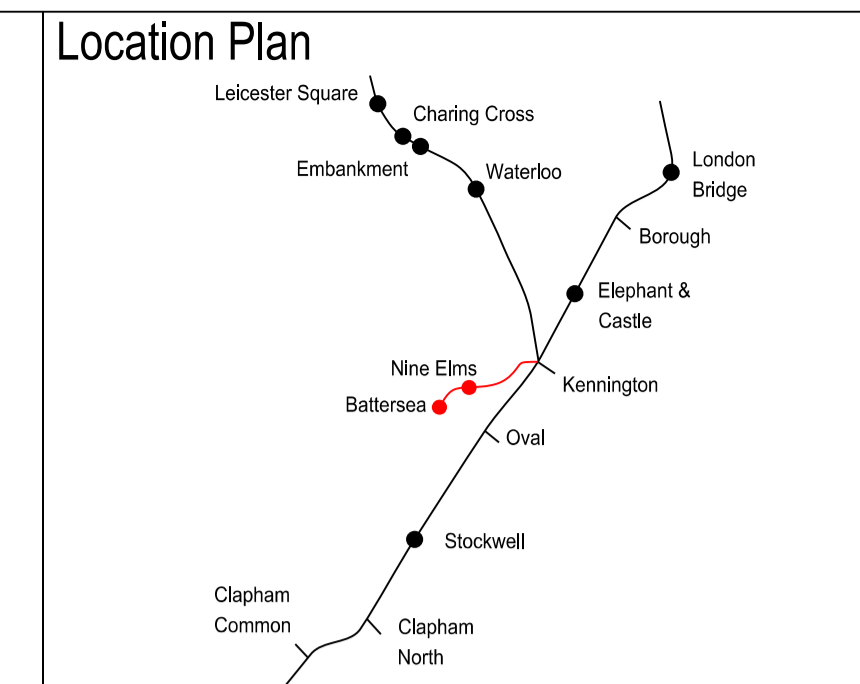 Location Plan
Leicester Square
Charing Cross
Embankment
Waterloo
London
Bridge
Borough
Elephant &
Castle
Nine Elms
Kennington
Battersea
Oval
Stockwell
Clapham
Common
Clapham
North